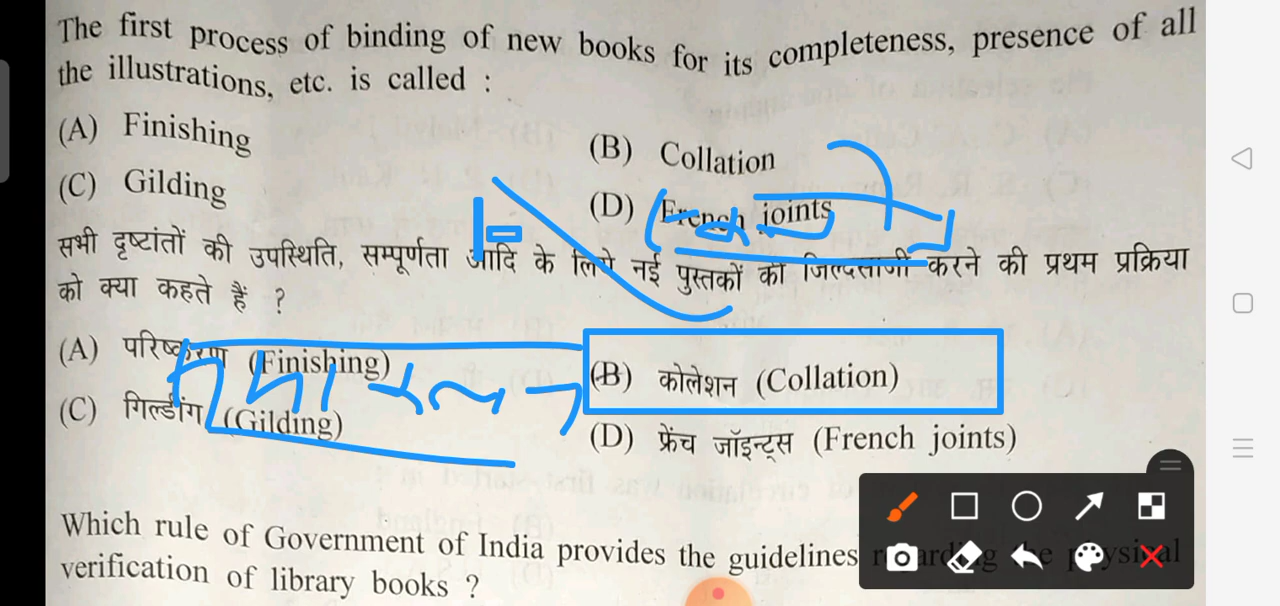 The first process of binding of new books for its completeness, presence of all
the illustrations, etc. is called :
(A) Finishing
(B) Collation
(C) Gilding
(D) French joints
सभी दृष्टांतों की उपस्थिति, सम्पूर्णता आदि के लिये नई पुस्तकों की जिल्दसाजी करने की प्रथम प्रक्रिया
को क्या कहते हैं ?
(A) परिष्करण (Finishing)
(B) कोलेशन (Collation)
(C) गिल्डींग (Gilding)
(D) फ्रेंच जॉइन्ट्स (French joints)
Which rule of Government of India provides the guidelines regarding the physical
verification of library books ?